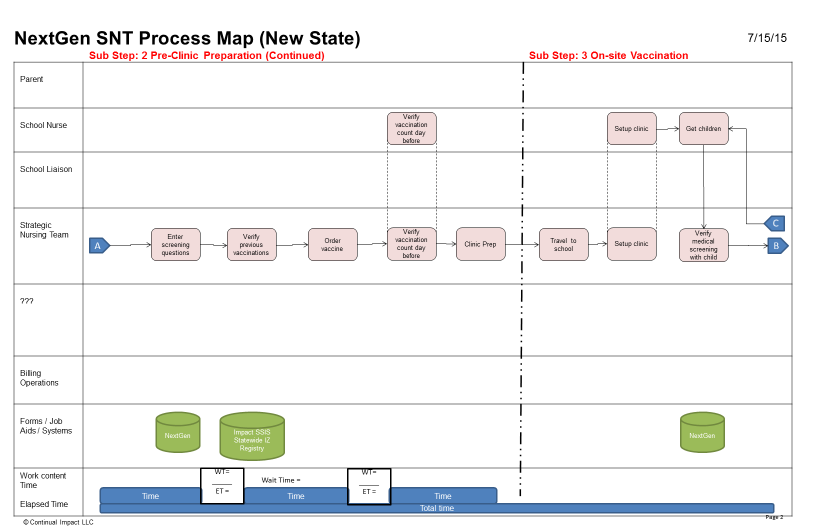 NextGen SNT Process Map (New State)
7/15/15
Sub Step: 2 Pre-Clinic Preparation (Continued)
Sub Step: 3 On-site Vaccination
Parent
School Nurse
Verify
vaccination
count day
before
Setup clinic
Get children
School Liaison
Strategic
Nursing Team
A
Enter
screening
questions
Verify
previous
vaccinations
Order
vaccine
Verify
vaccination
count day
before
Clinic Prep
Travel to
school
Setup clinic
Verify
medical
screening
with child
C
B
???
Billing
Operations
Forms / Job
Aids / Systems
NextGen
Impact SSIS
Statewide IZ
Registry
NextGen
Work content
Time
WT=
ET =
Wait Time =
WT=
ET =
Time
Time
Time
Elapsed Time
Total time
Page 2
© Continual Impact LLC